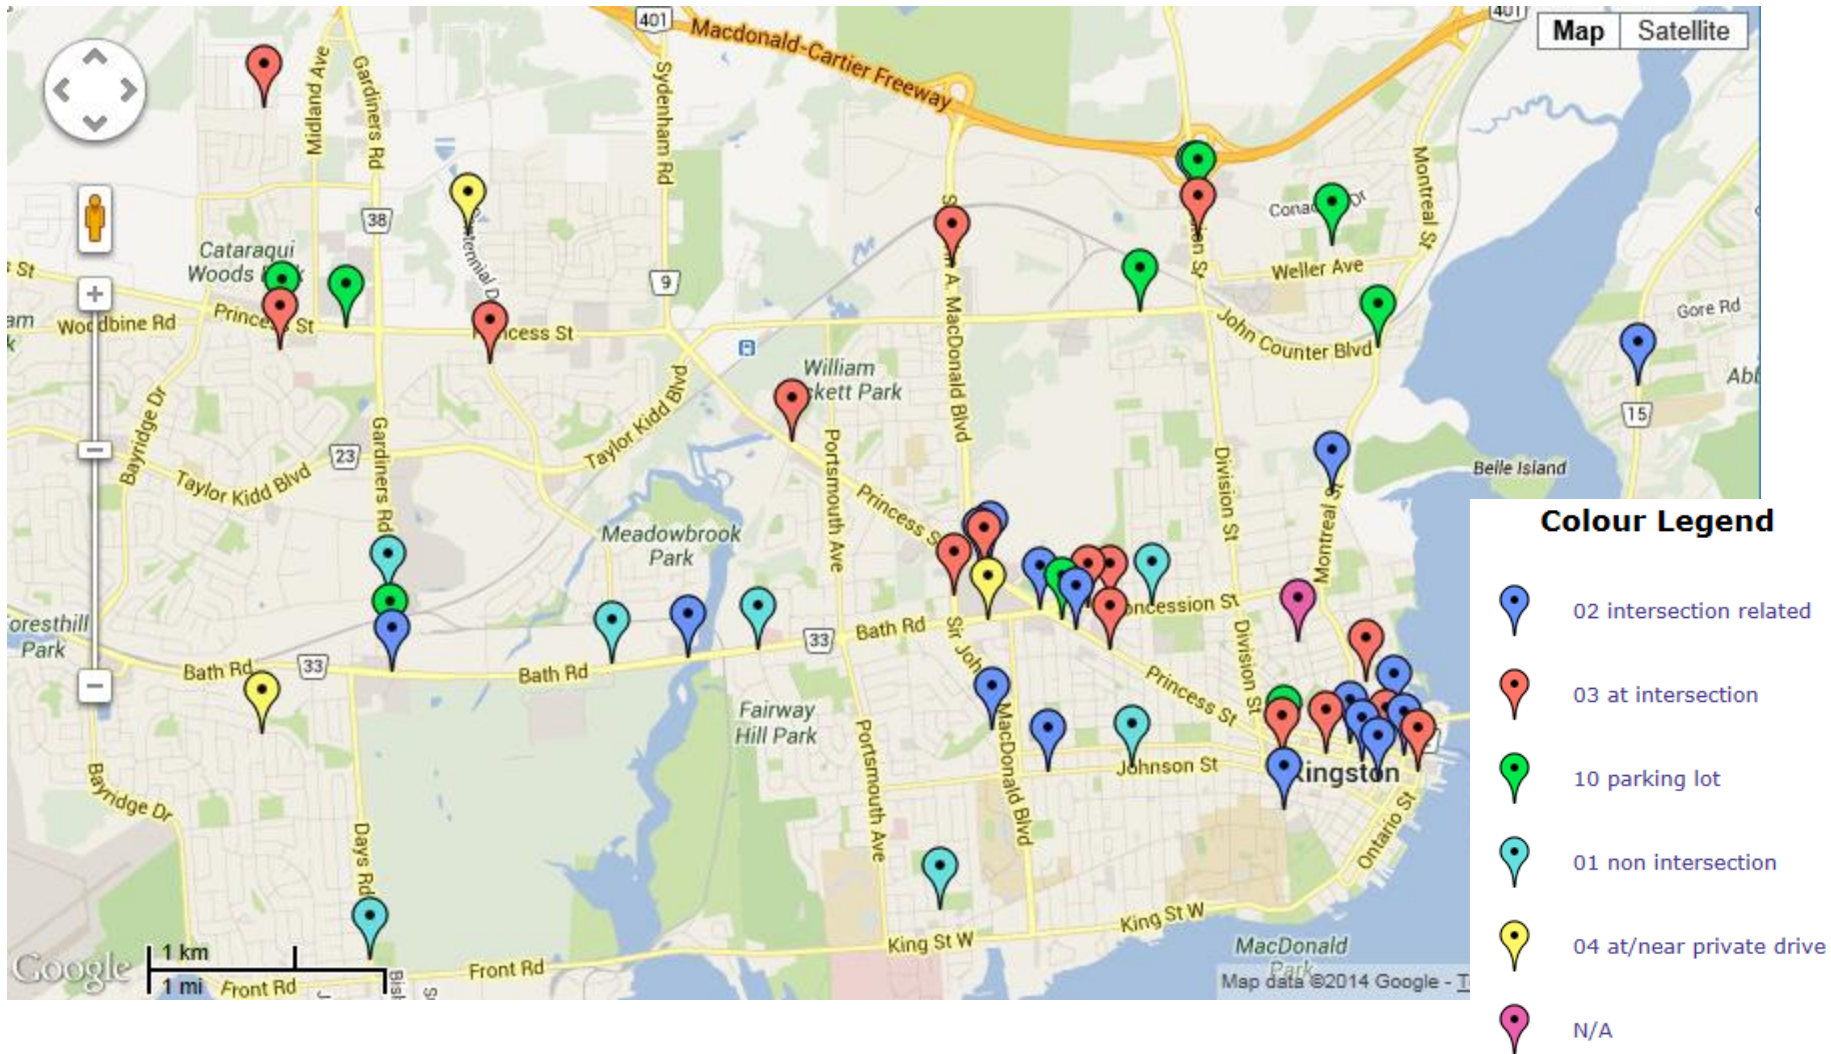 401
401
Map
Satellite
Macdonald-Cartier Freeway
Midland Ave
Gardiners Rd
Sydenham Rd
Montreal St
38
Cataraqui
Woods
9
Weller Ave
St
Woodbine Rd
Princess St
Princess St
John Counter Blvd
Gore Rd
William
Park
MacDonald Blvd
15
Bayridge Dr
Taylor Kidd Blvd
23
Taylor Kidd Blvd
Gardiners Rd
Portsmouth Ave
Princess S
Division St
Montreal St
Belle Island
Meadowbrook
Park
Park
Bath Rd
33
Bath Rd
33
Bath Rd
oncession St
Sir John
MacDonald Blvd
Division St
Princess St
Fairway
Hill Park
Portsmouth Ave
Johnson St
Kingston
Ontario St
Bayridge Dr
Days Rd
King St W
King St W
Front Rd
Front Rd
MacDonald
Park
Google
1 km
1 mi
Map data ©2014 Google -
Colour Legend
02 intersection related
03 at intersection
10 parking lot
01 non intersection
04 at/near private drive
N/A